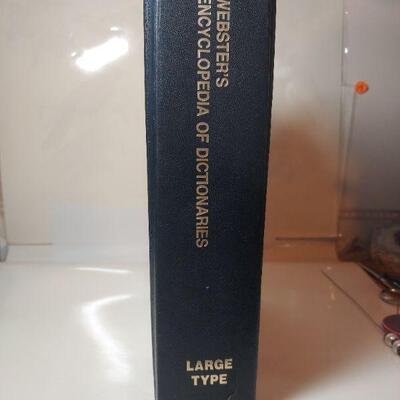 WEBSTER'S
ENCYCLOPEDIA OF DICTIONARIES
LARGE
TYPE